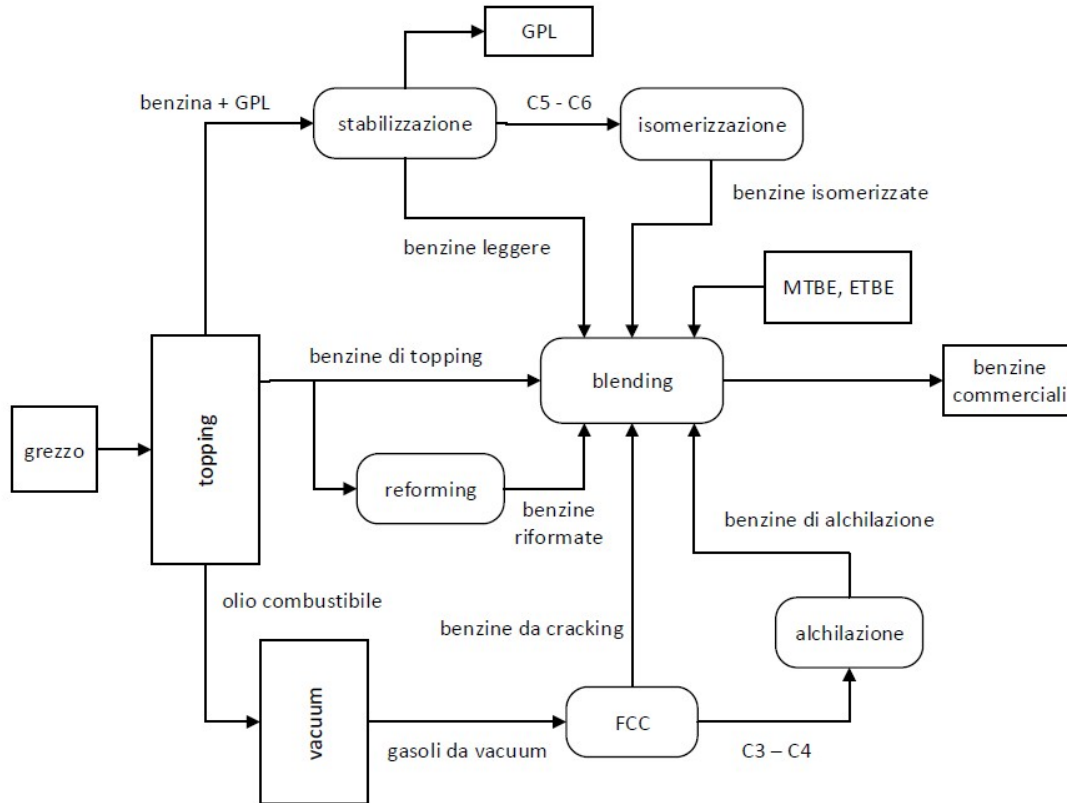 GPL
benzina + GPL
C5 - C6
stabilizzazione
isomerizzazione
benzine isomerizzate
benzine leggere
MTBE, ETBE
benzine di topping
blending
benzine
commerciali
grezzo
topping
reforming
benzine
riformate
benzine di alchilazione
olio combustibile
benzine da cracking
alchilazione
vacuum
FCC
gasoli da vacuum
C3 – C4